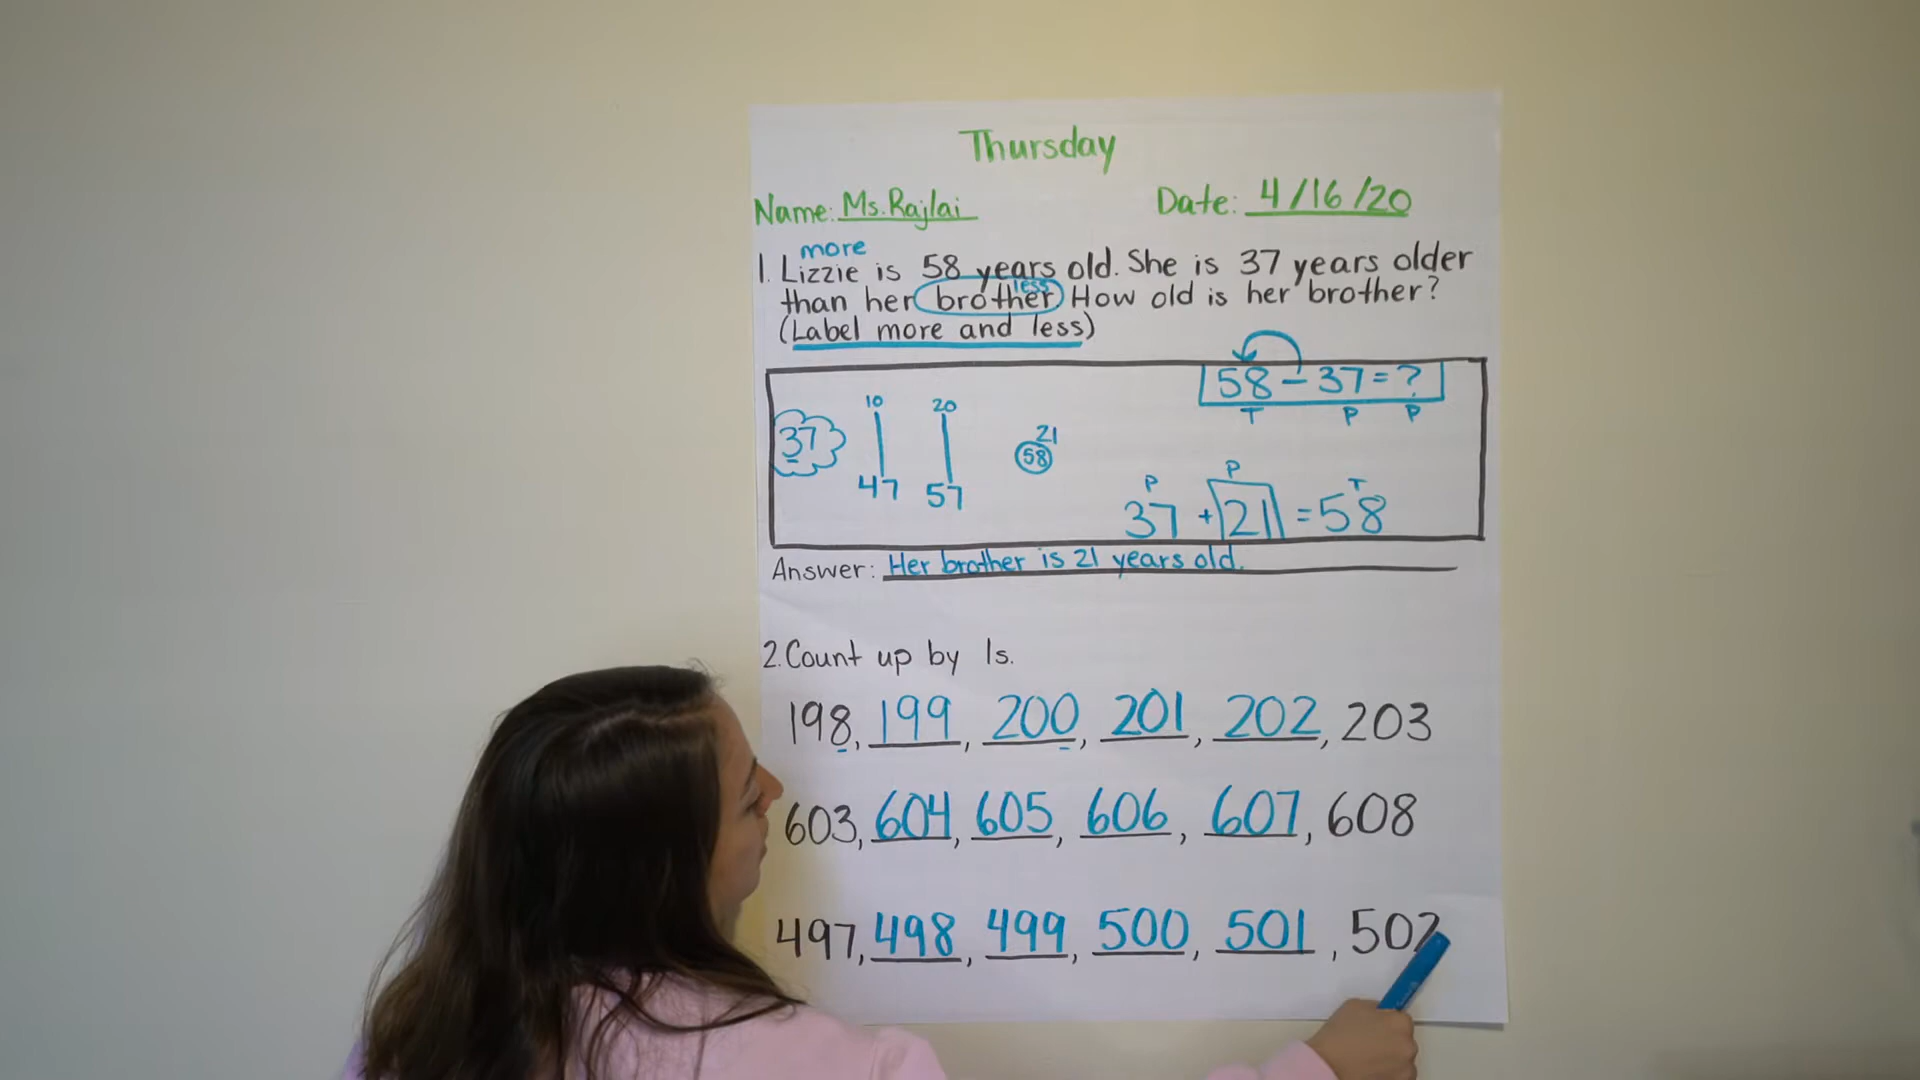 Thursday
Name: Ms. Rajlai Date: 4/16/20
more
1. Lizzie is 58 years old. She is 37 years older
less
than her brother. How old is her brother?
(Label more and less)
58 - 37 = ?
T P P
10 20
37 21
58
47 57
P P T
37 + 21 = 58
Answer: Her brother is 21 years old.
2. Count up by 1s.
198, 199, 200, 201, 202, 203
603, 604, 605, 606, 607, 608
497, 498, 499, 500, 501, 502